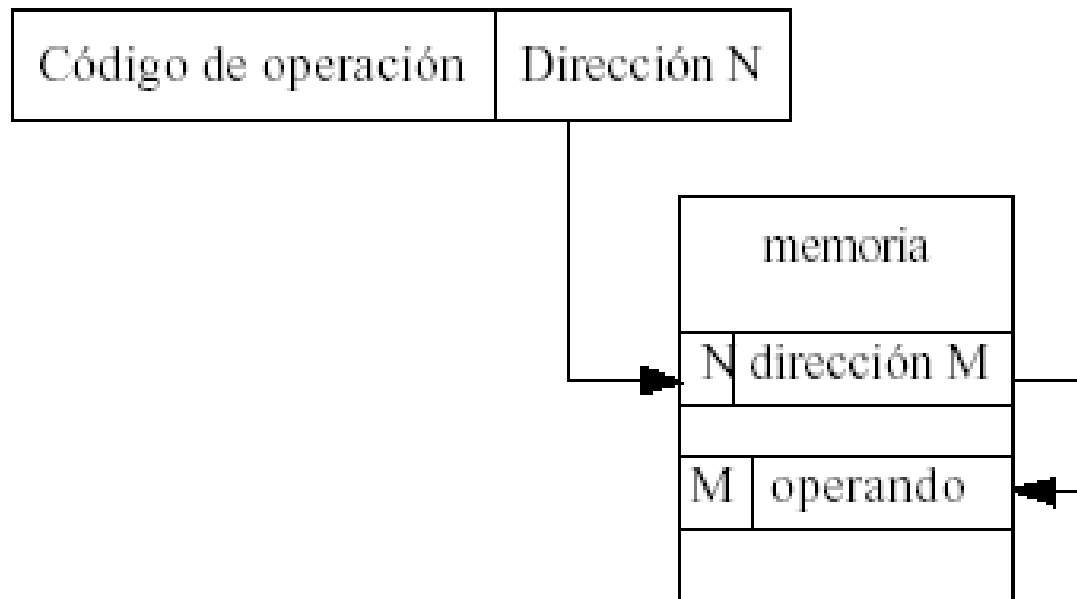 Código de operación Dirección N
memoria
N dirección M
M operando